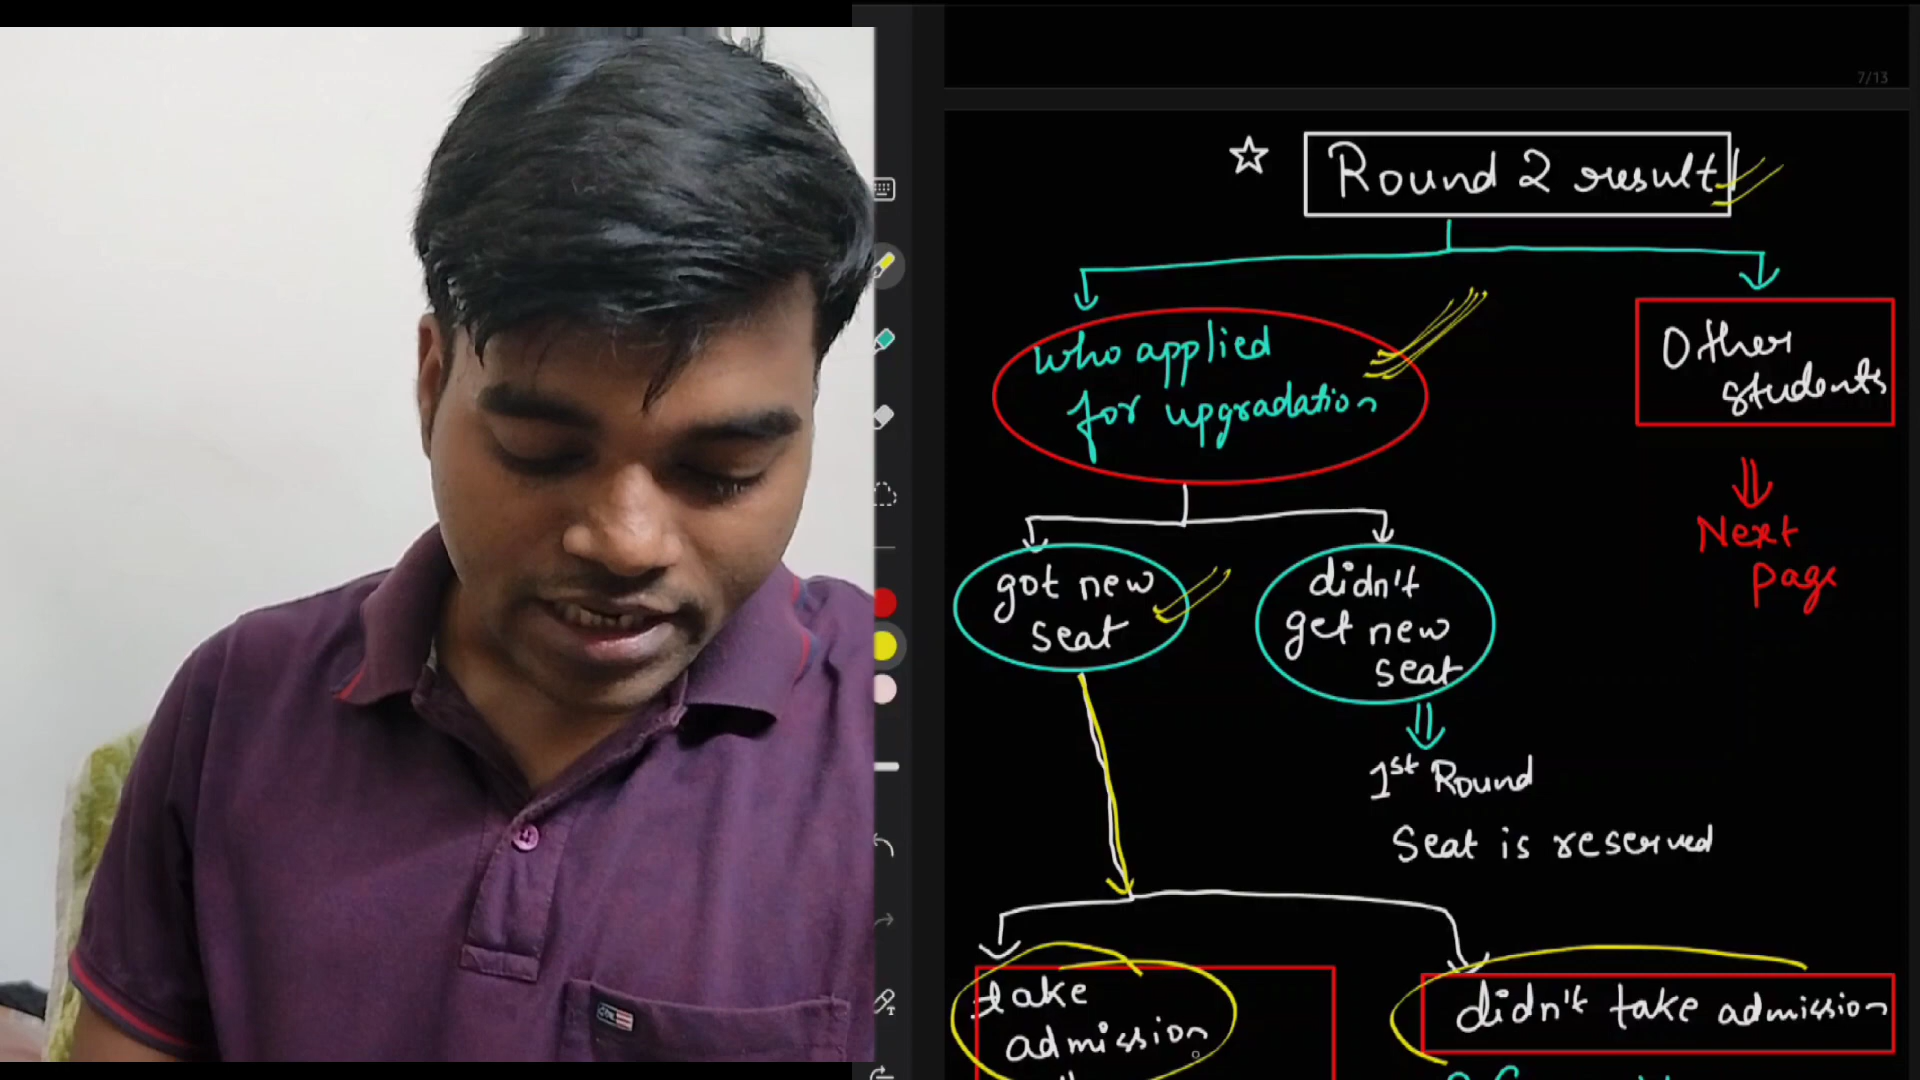 7/13
Round 2 result
who applied
for upgradation
Other
students
Next
page
got new
seat
didn't
get new
seat
1st Round
Seat is reserved
take
admission
didn't take admission